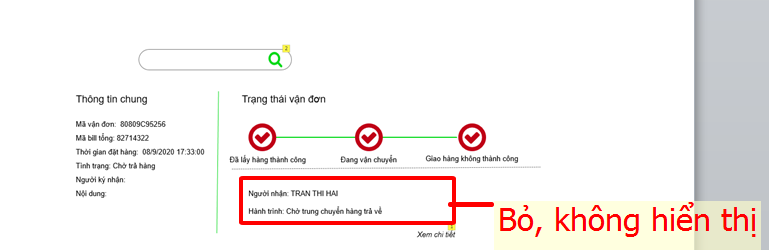 2
Thông tin chung
Mã vận đơn: 80809C95256
Mã bill tổng: 82714322
Thời gian đặt hàng: 08/9/2020 17:33:00
Tình trạng: Chờ trả hàng
Người ký nhận:
Nội dung:
Trạng thái vận đơn
Đã lấy hàng thành công
Đang vận chuyển
Giao hàng không thành công
Người nhận: TRAN THI HAI
Hành trình: Chờ trung chuyển hàng trả về
Xem chi tiết
Bỏ, không hiển thị